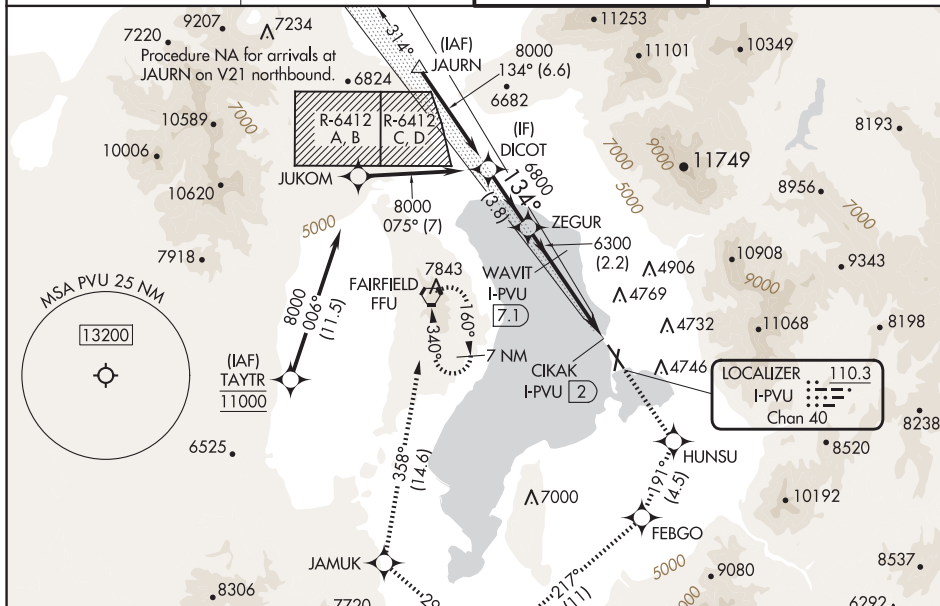 9207
7234
7220
Procedure NA for arrivals at
JAURN on V21 northbound.
6824
314°
(IAF)
JAURN
8000
134° (6.6)
6682
11253
11101
10349
10589
7000
10006
10620
R-6412
A, B
R-6412
C, D
(IF)
DICOT
6800
134°
(3.8)
JUKOM
8000
075° (7)
5000
7918
7000
9000
5000
11749
8193
8956
7000
ZEGUR
6300
(2.2)
10908
9000
9343
MSA PVU 25 NM
13200
8000
006°
(11.5)
(IAF)
TAYTR
11000
FAIRFIELD
FFU
7843
160°
340°
7 NM
WAVIT
I-PVU
7.1
4906
4769
4732
4746
11068
8198
CIKAK
I-PVU
2
LOCALIZER 110.3
I-PVU
Chan 40
8238
8520
6525
358°
(14.6)
HUNSU
191°
(4.5)
7000
10192
FEBGO
JAMUK
217°
(11)
5000
9080
8537
8306
7720
29
9000
6292